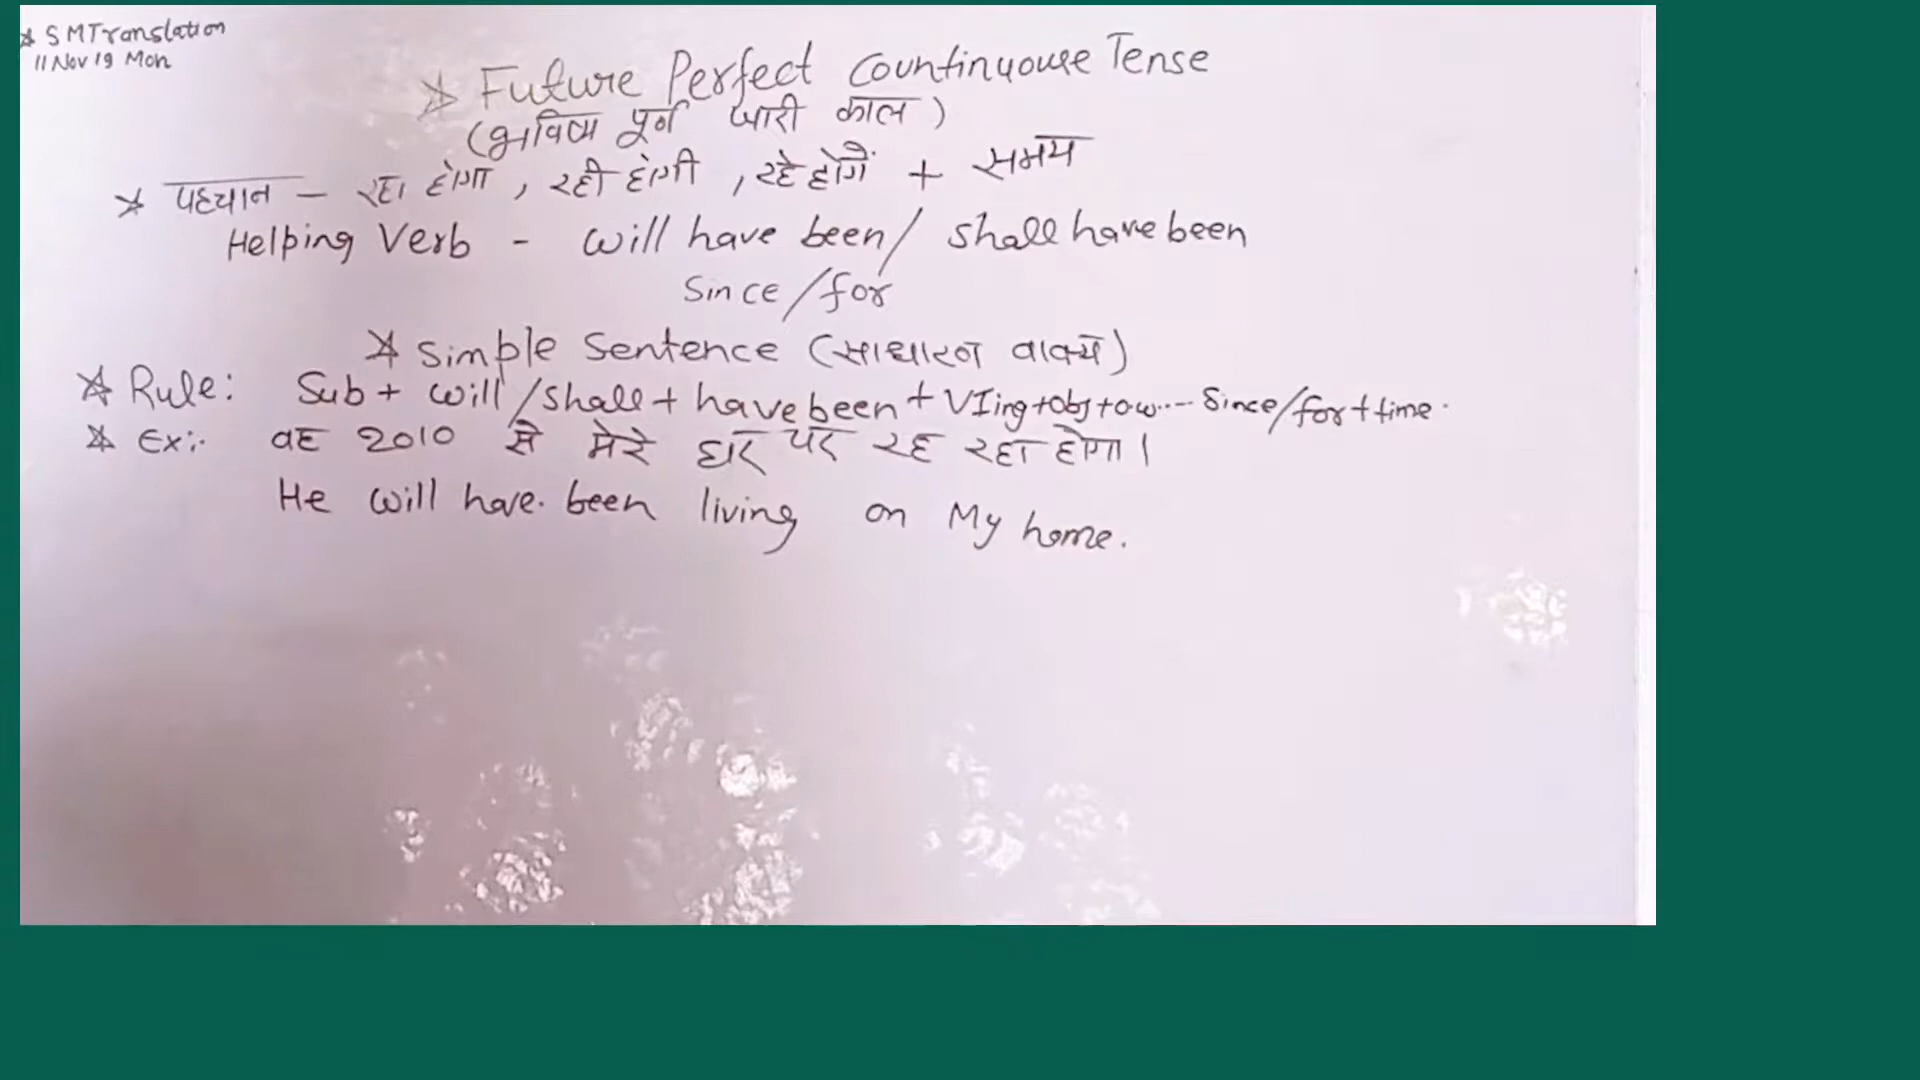 ☆ SMTranslation
11 Nov 19 Mon
☆ Future Perfect Countinuouse Tense
(भाविष्य पूर्ण जारी काल)
☆ पहचान – रहा होगा, रही होगी, रहे होगें + समय
Helping Verb - will have been/ shall have been
Since/for
☆ Simple Sentence (साधारण वाक्य)
☆ Rule: Sub + will/shall + have been + VIing+obj+ow.... Since/for+time.
☆ Ex:- वह 2010 से मेरे घर पर रह रहा होगा।
He will have been living on My home.